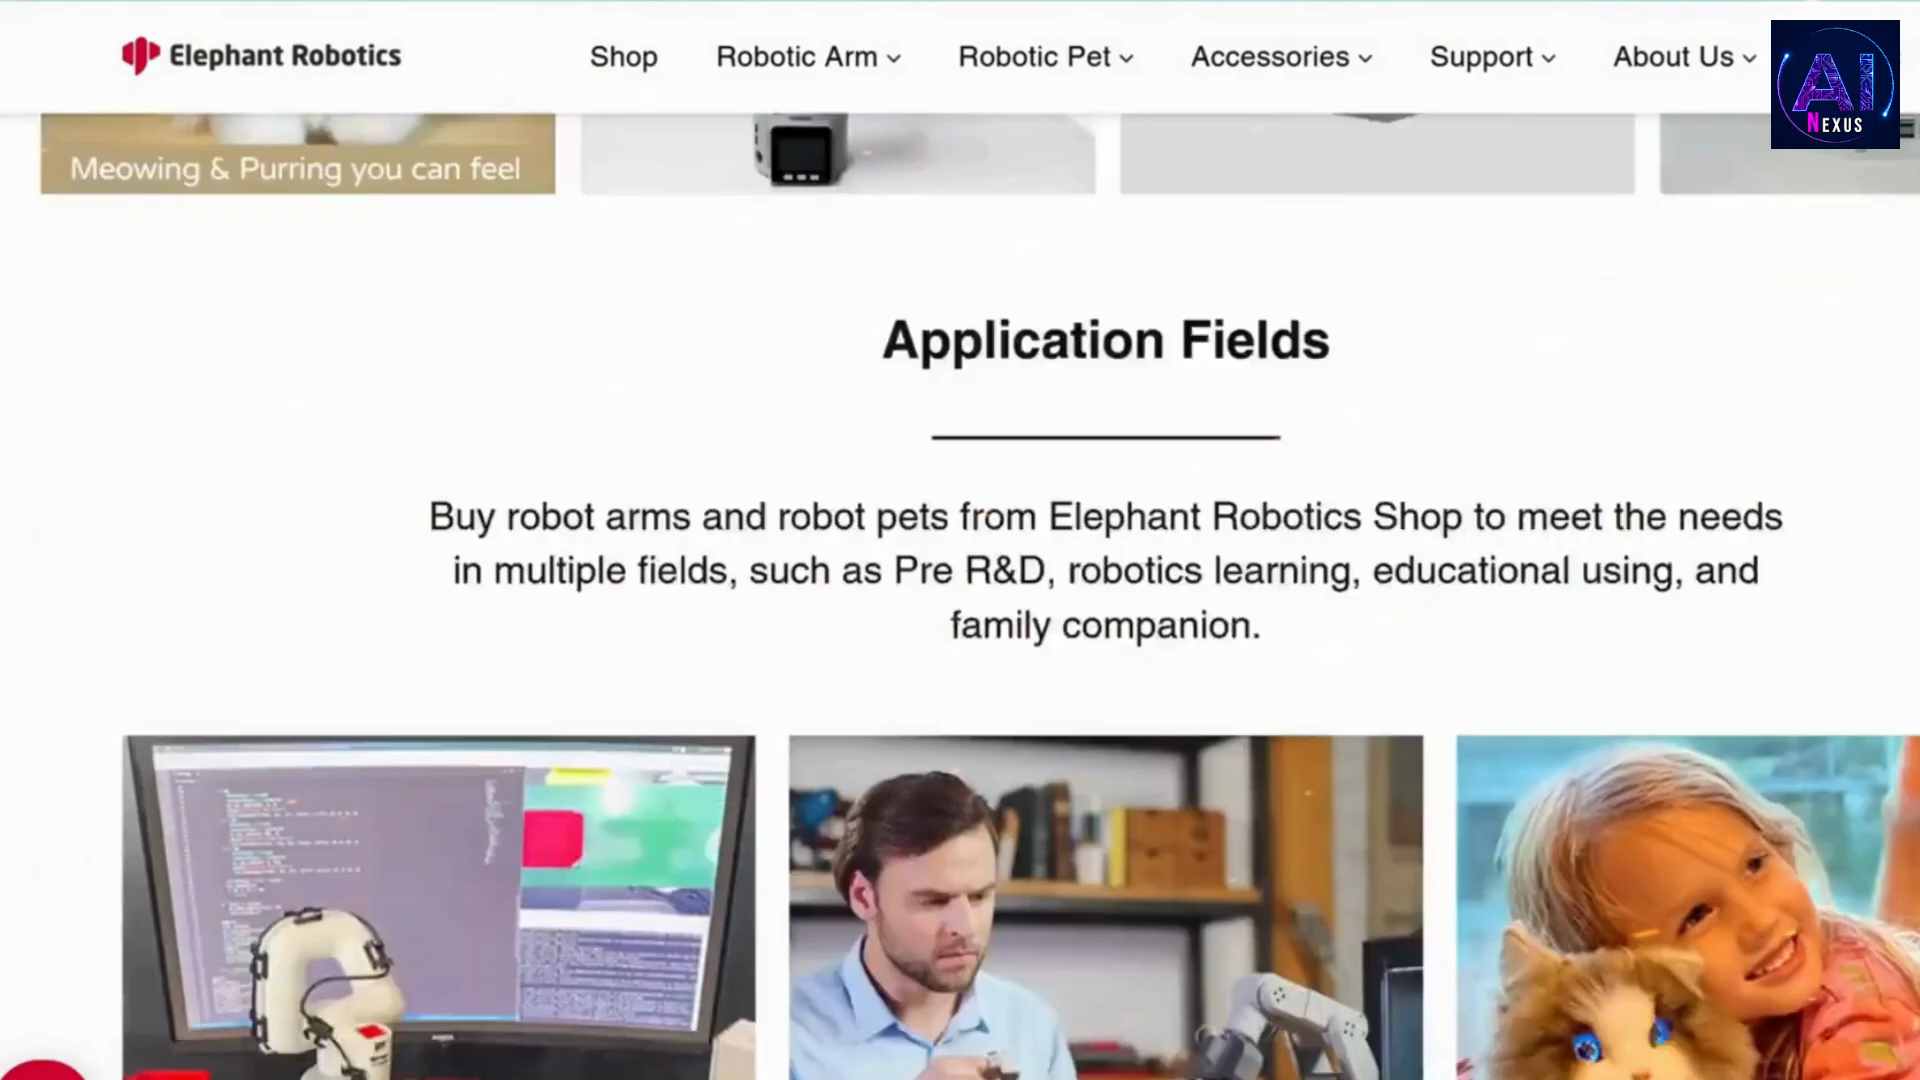 Elephant Robotics
Shop
Robotic Arm
Robotic Pet
Accessories
Support
About Us
AI
NEXUS
Meowing & Purring you can feel
Application Fields
Buy robot arms and robot pets from Elephant Robotics Shop to meet the needs
in multiple fields, such as Pre R&D, robotics learning, educational using, and
family companion.